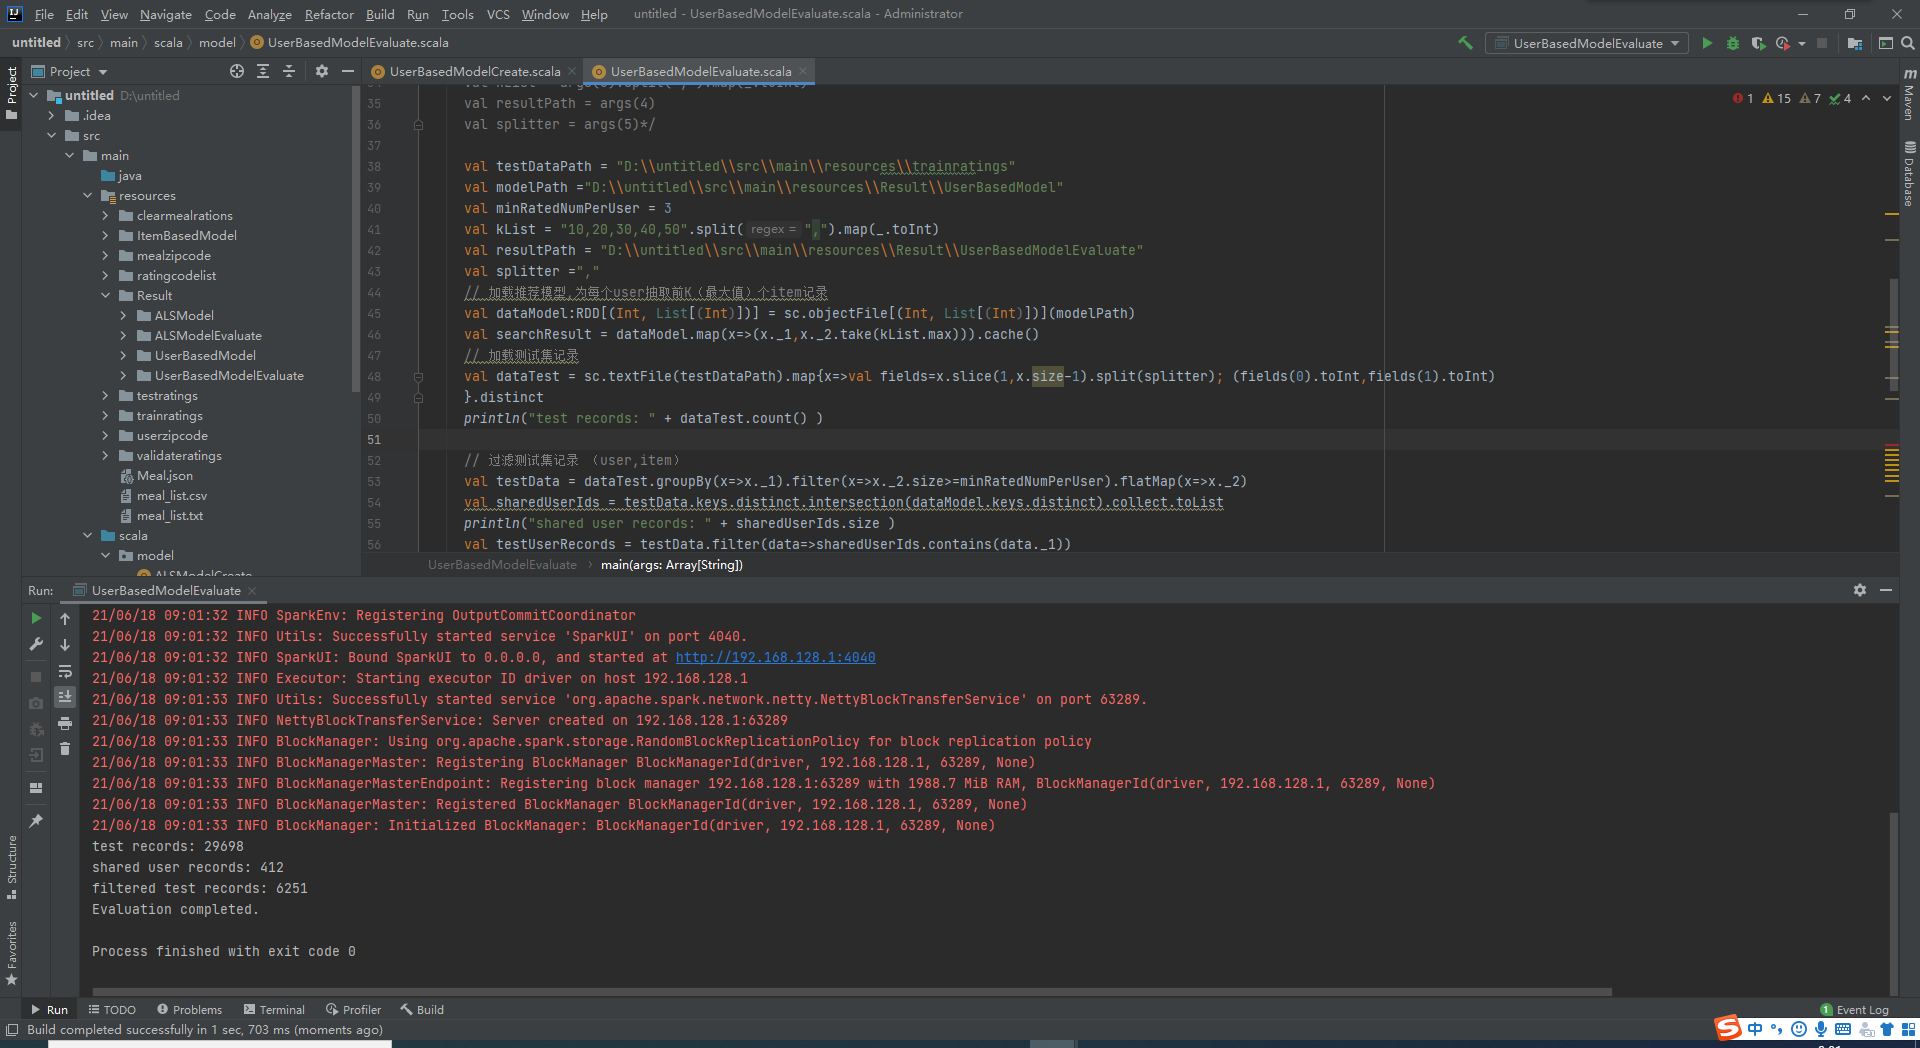 File Edit View Navigate Code Analyze Refactor Build Run Tools VCS Window Help untitled - UserBasedModelEvaluate.scala - Administrator
untitled src main scala model UserBasedModelEvaluate.scala
UserBasedModelEvaluate
Project
UserBasedModelCreate.scala UserBasedModelEvaluate.scala
untitled D:\untitled
.idea
src
main
java
resources
clearmealrations
ItemBasedModel
mealzipcode
ratingcodelist
Result
ALSModel
ALSModelEvaluate
UserBasedModel
UserBasedModelEvaluate
testratings
trainratings
userzipcode
validateratings
Meal.json
meal_list.csv
meal_list.txt
scala
model
ALSModelCreate
1 15 7 4
35 val resultPath = args(4)
36 val splitter = args(5)*/
37
38 val testDataPath = "D:\\untitled\\src\\main\\resources\\trainratings"
39 val modelPath ="D:\\untitled\\src\\main\\resources\\Result\\UserBasedModel"
40 val minRatedNumPerUser = 3
41 val kList = "10,20,30,40,50".split( regex = ",").map(_.toInt)
42 val resultPath = "D:\\untitled\\src\\main\\resources\\Result\\UserBasedModelEvaluate"
43 val splitter =","
44 // 加载推荐模型,为每个user抽取前K（最大值）个item记录
45 val dataModel:RDD[(Int, List[(Int)])] = sc.objectFile[(Int, List[(Int)])](modelPath)
46 val searchResult = dataModel.map(x=>(x._1,x._2.take(kList.max))).cache()
47 // 加载测试集记录
48 val dataTest = sc.textFile(testDataPath).map{x=>val fields=x.slice(1,x.size-1).split(splitter); (fields(0).toInt,fields(1).toInt)
49 }.distinct
50 println("test records: " + dataTest.count() )
51
52 // 过滤测试集记录 （user,item）
53 val testData = dataTest.groupBy(x=>x._1).filter(x=>x._2.size>=minRatedNumPerUser).flatMap(x=>x._2)
54 val sharedUserIds = testData.keys.distinct.intersection(dataModel.keys.distinct).collect.toList
55 println("shared user records: " + sharedUserIds.size )
56 val testUserRecords = testData.filter(data=>sharedUserIds.contains(data._1))
UserBasedModelEvaluate main(args: Array[String])
Maven
Database
Project
Structure
Favorites
Run: UserBasedModelEvaluate
21/06/18 09:01:32 INFO SparkEnv: Registering OutputCommitCoordinator
21/06/18 09:01:32 INFO Utils: Successfully started service 'SparkUI' on port 4040.
21/06/18 09:01:32 INFO SparkUI: Bound SparkUI to 0.0.0.0, and started at http://192.168.128.1:4040
21/06/18 09:01:32 INFO Executor: Starting executor ID driver on host 192.168.128.1
21/06/18 09:01:33 INFO Utils: Successfully started service 'org.apache.spark.network.netty.NettyBlockTransferService' on port 63289.
21/06/18 09:01:33 INFO NettyBlockTransferService: Server created on 192.168.128.1:63289
21/06/18 09:01:33 INFO BlockManager: Using org.apache.spark.storage.RandomBlockReplicationPolicy for block replication policy
21/06/18 09:01:33 INFO BlockManagerMaster: Registering BlockManager BlockManagerId(driver, 192.168.128.1, 63289, None)
21/06/18 09:01:33 INFO BlockManagerMasterEndpoint: Registering block manager 192.168.128.1:63289 with 1988.7 MiB RAM, BlockManagerId(driver, 192.168.128.1, 63289, None)
21/06/18 09:01:33 INFO BlockManagerMaster: Registered BlockManager BlockManagerId(driver, 192.168.128.1, 63289, None)
21/06/18 09:01:33 INFO BlockManager: Initialized BlockManager: BlockManagerId(driver, 192.168.128.1, 63289, None)
test records: 29698
shared user records: 412
filtered test records: 6251
Evaluation completed.
Process finished with exit code 0
Run TODO Problems Terminal Profiler Build 1 Event Log
Build completed successfully in 1 sec, 703 ms (moments ago)
中